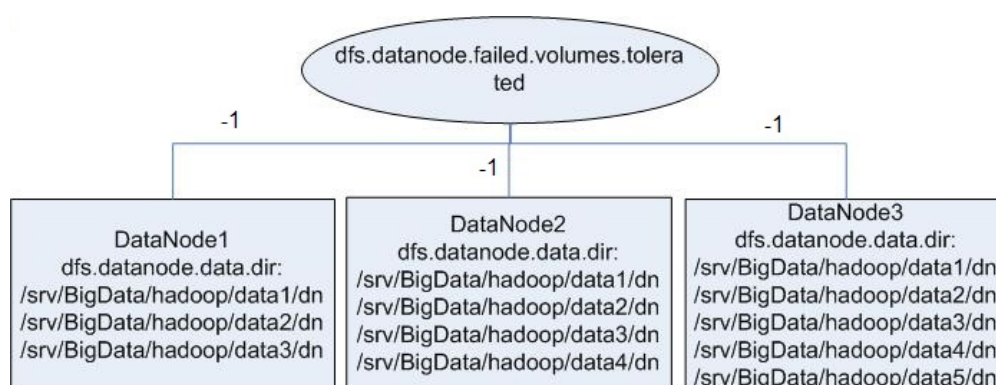 dfs.datanode.failed.volumes.tolera
ted
-1
-1
-1
DataNode1
dfs.datanode.data.dir:
/srv/BigData/hadoop/data1/dn
/srv/BigData/hadoop/data2/dn
/srv/BigData/hadoop/data3/dn
DataNode2
dfs.datanode.data.dir:
/srv/BigData/hadoop/data1/dn
/srv/BigData/hadoop/data2/dn
/srv/BigData/hadoop/data3/dn
/srv/BigData/hadoop/data4/dn
DataNode3
dfs.datanode.data.dir:
/srv/BigData/hadoop/data1/dn
/srv/BigData/hadoop/data2/dn
/srv/BigData/hadoop/data3/dn
/srv/BigData/hadoop/data4/dn
/srv/BigData/hadoop/data5/dn